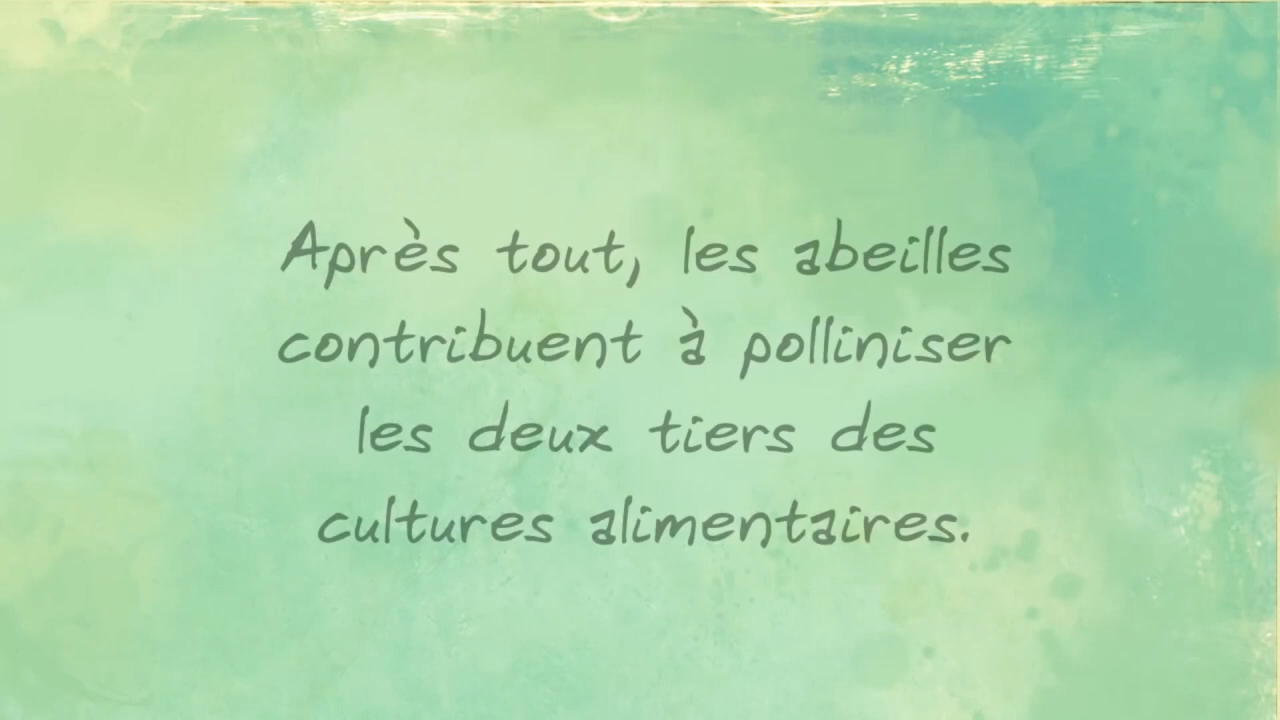 Après tout, les abeilles
contribuent à polliniser
les deux tiers des
cultures alimentaires.